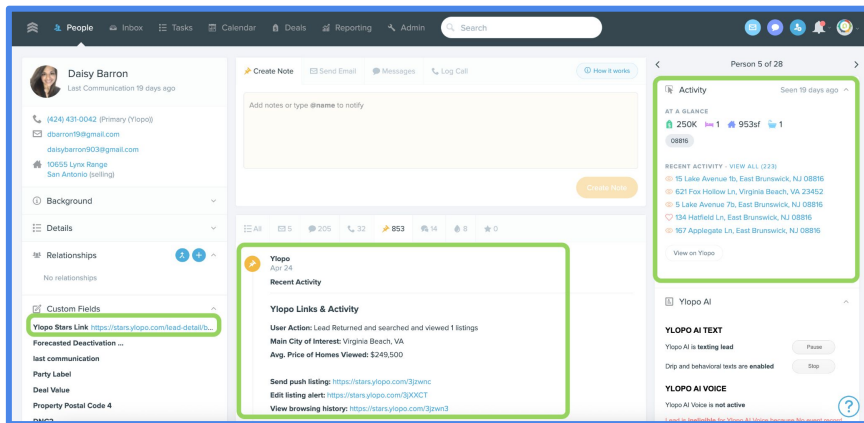 People
Inbox
Tasks
Calendar
Deals
Reporting
Admin
Search
Daisy Barron
Last Communication 19 days ago
(424) 431-0042 (Primary (Ylopo))
dbarron19@gmail.com
daisybarron903@gmail.com
10655 Lynx Range
San Antonio (selling)
Background
Details
Relationships
No relationships
Custom Fields
Ylopo Stars Link https://stars.ylopo.com/lead-detail/b...
Forecasted Deactivation ...
last communication
Party Label
Deal Value
Property Postal Code 4
DNC2
Create Note
Send Email
Messages
Log Call
How it works
Add notes or type @name to notify
Create Note
All
5
205
32
853
14
8
0
Ylopo
Apr 24
Recent Activity
Ylopo Links & Activity
User Action: Lead Returned and searched and viewed 1 listings
Main City of Interest: Virginia Beach, VA
Avg. Price of Homes Viewed: $249,500
Send push listing: https://stars.ylopo.com/3jzwnc
Edit listing alert: https://stars.ylopo.com/3jXXCT
View browsing history: https://stars.ylopo.com/3jzwn3
Person 5 of 28
Activity
Seen 19 days ago
AT A GLANCE
250K 1 953sf 1
08816
RECENT ACTIVITY - VIEW ALL (223)
15 Lake Avenue 1b, East Brunswick, NJ 08816
621 Fox Hollow Ln, Virginia Beach, VA 23452
5 Lake Avenue 7b, East Brunswick, NJ 08816
134 Hatfield Ln, East Brunswick, NJ 08816
167 Applegate Ln, East Brunswick, NJ 08816
View on Ylopo
Ylopo AI
YLOPO AI TEXT
Ylopo AI is texting lead
Pause
Drip and behavioral texts are enabled
Stop
YLOPO AI VOICE
Ylopo AI Voice is not active
Lead is ineligible for Ylopo AI Voice because No event record
?